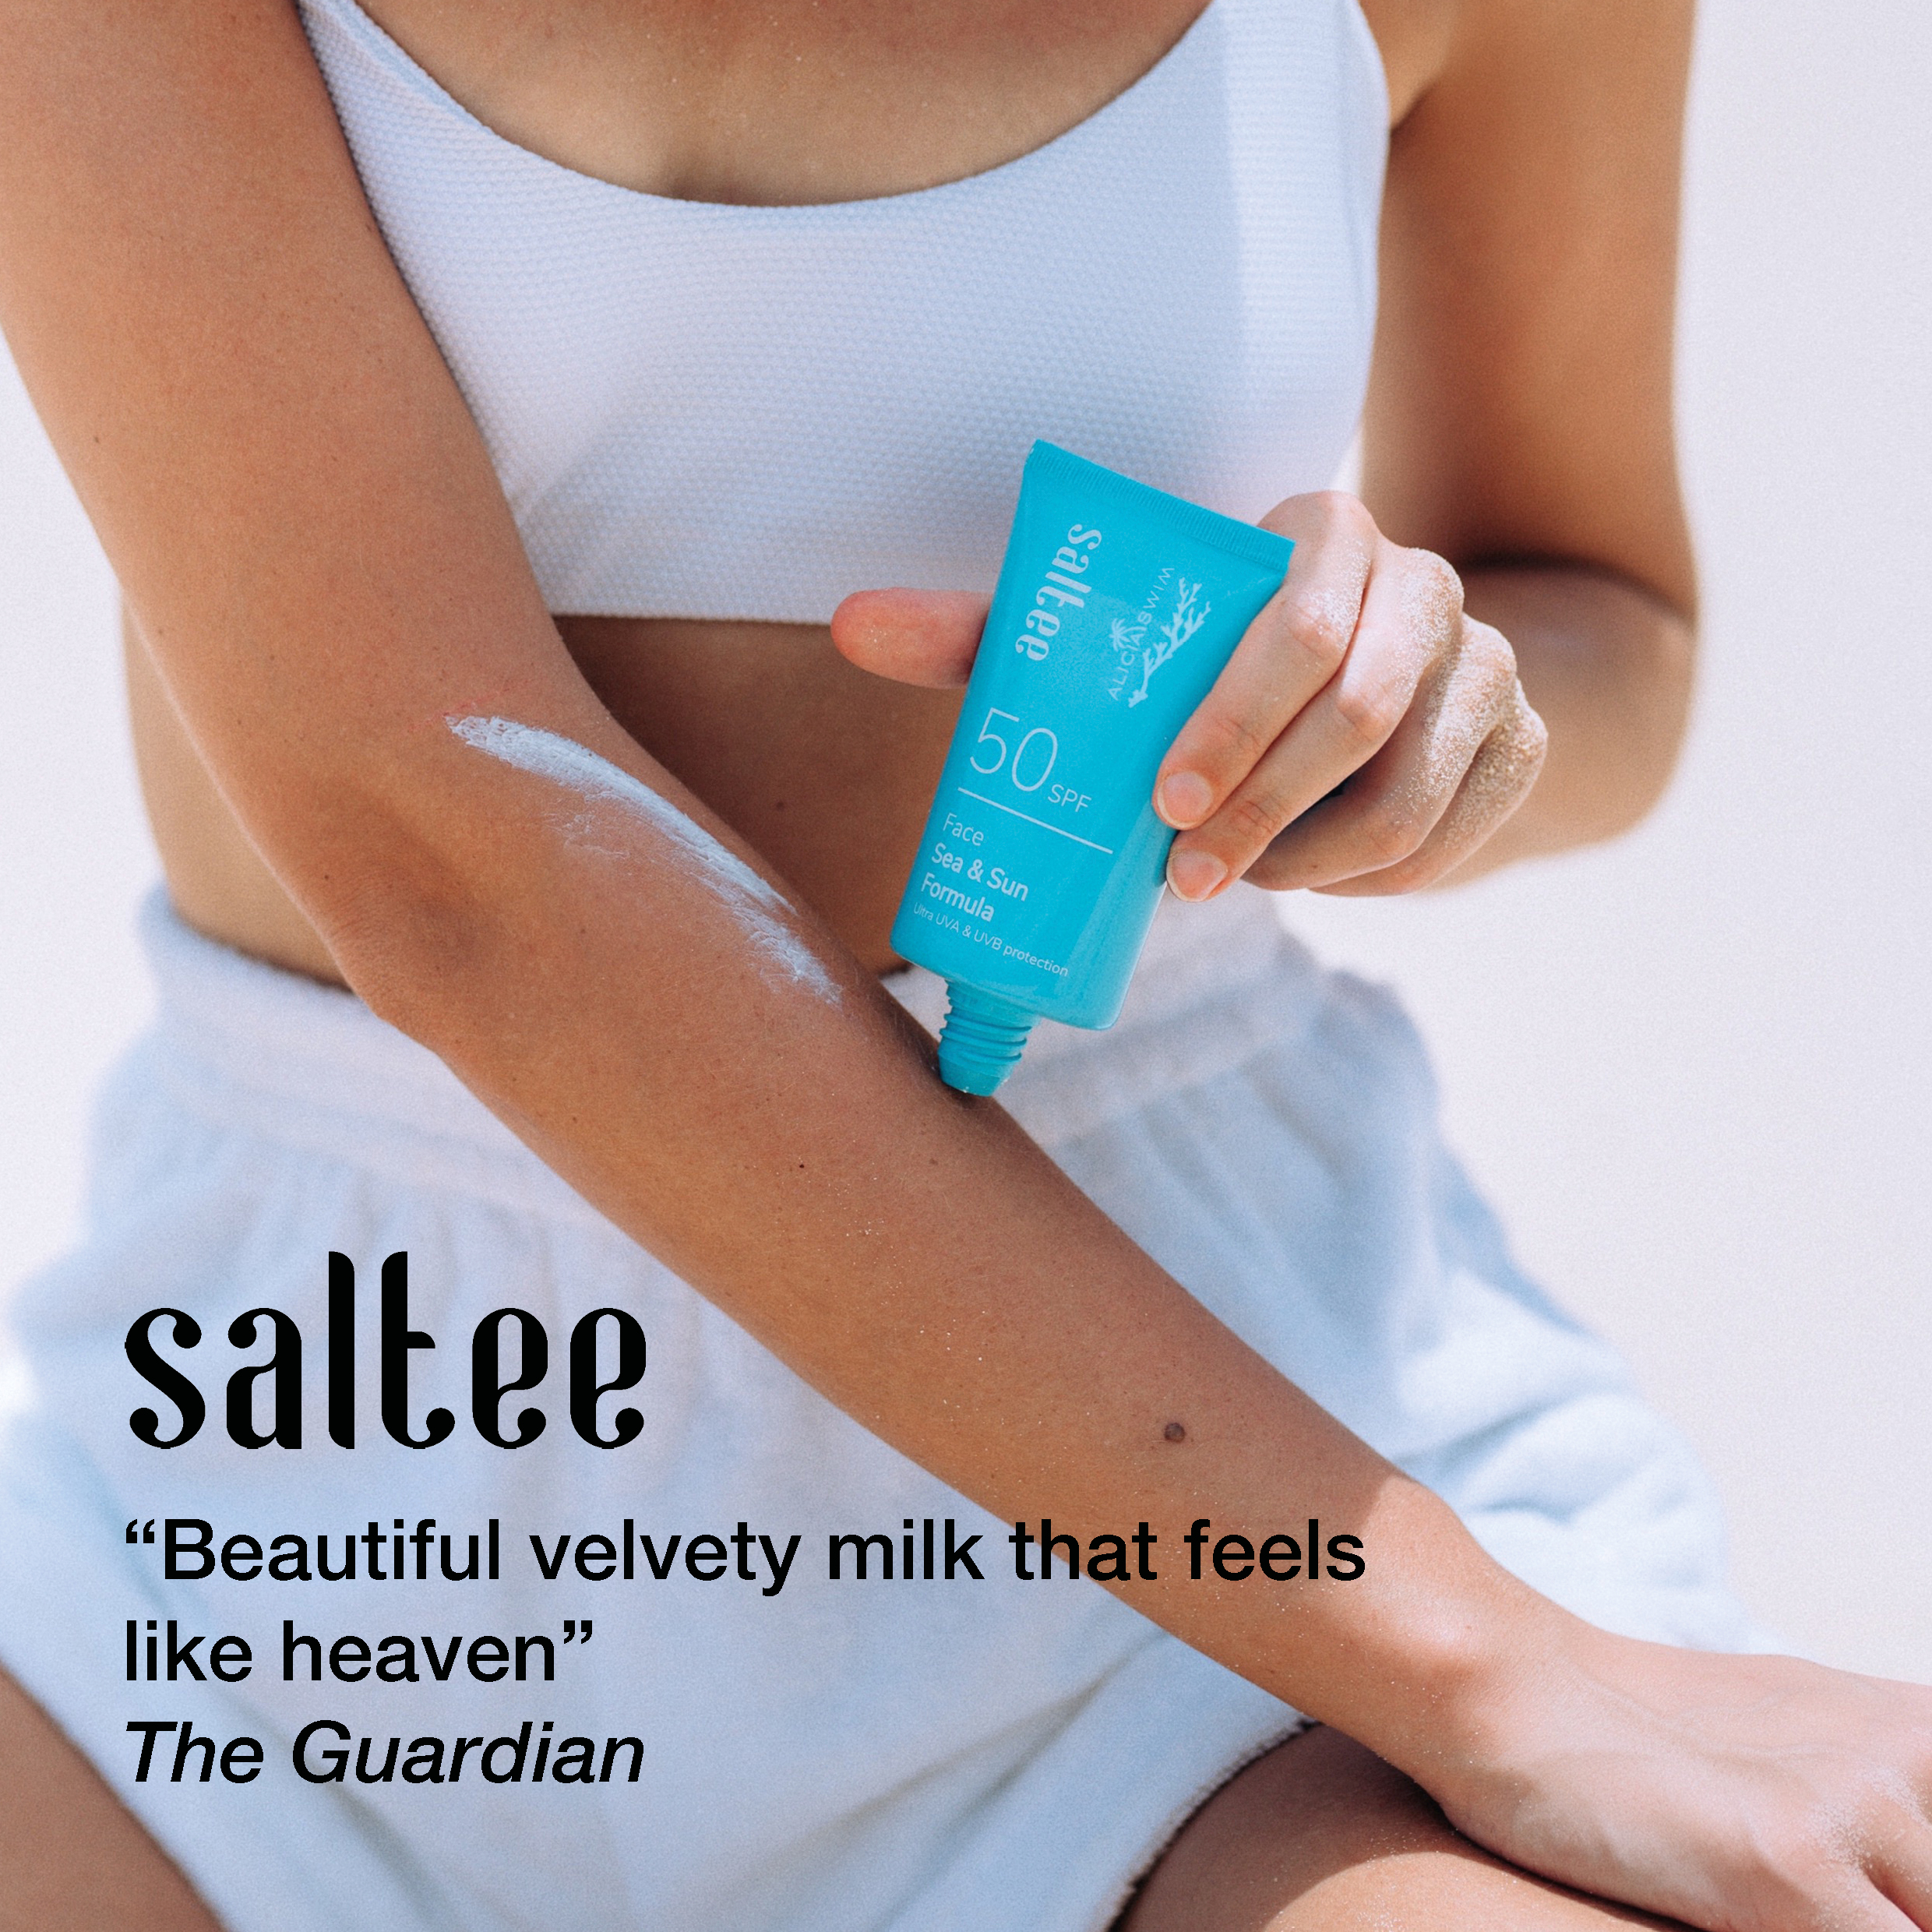 saltee
ALICIA SWIM
50 SPF
Face
Sea & Sun
Formula
Ultra UVA & UVB protection
saltee
“Beautiful velvety milk that feels
like heaven”
The Guardian